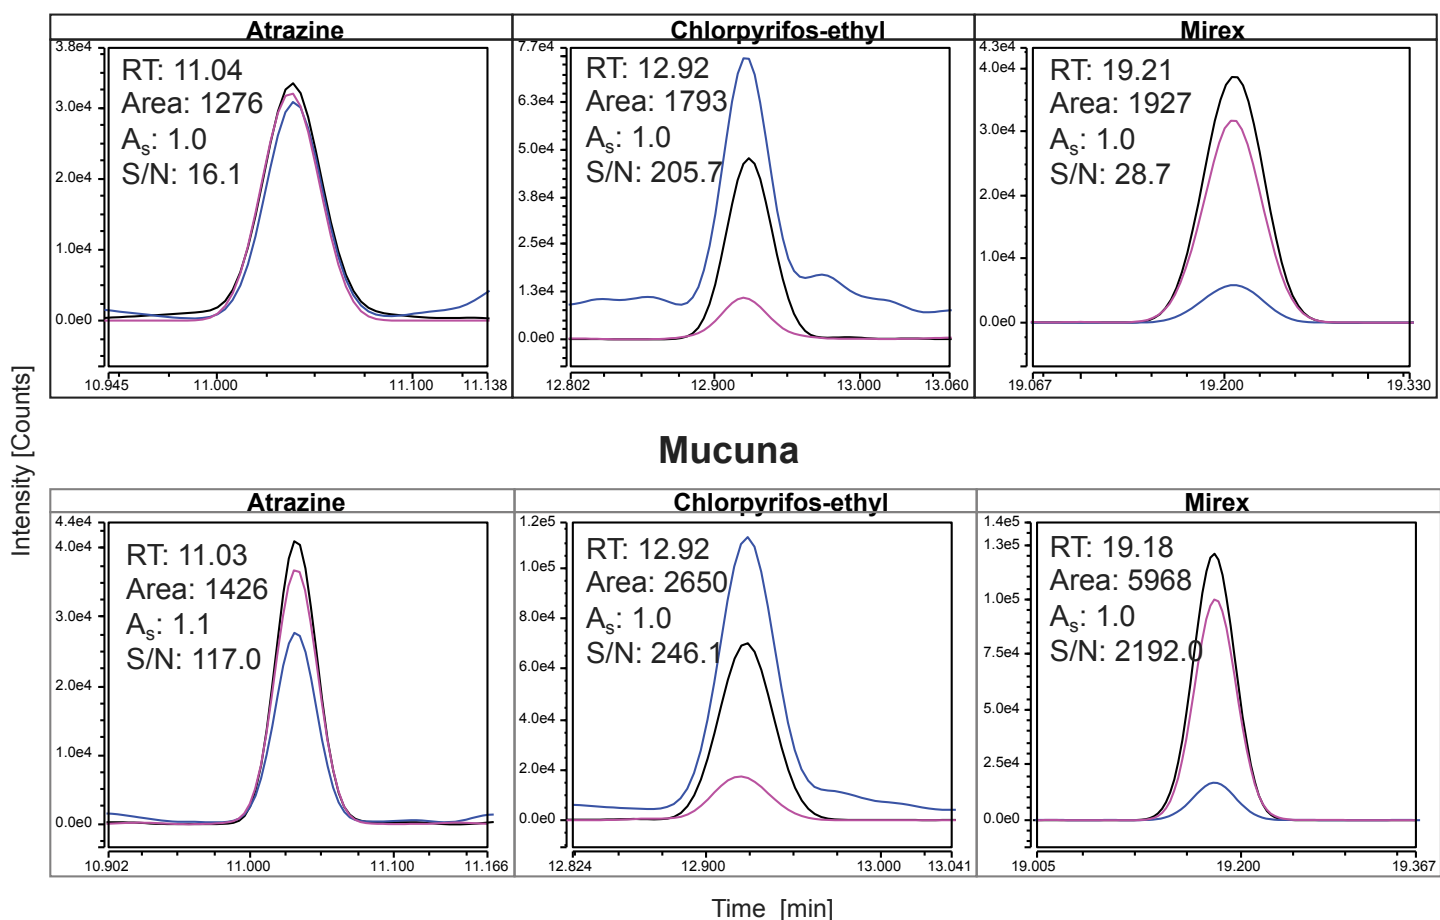 Atrazine Chlorpyrifos-ethyl Mirex
3.8e4
3.0e4
2.0e4
1.0e4
0.0e0
RT: 11.04
Area: 1276
As: 1.0
S/N: 16.1
10.945 11.000 11.100 11.138
7.7e4
6.3e4
5.0e4
3.8e4
2.5e4
1.3e4
0.0e0
RT: 12.92
Area: 1793
As: 1.0
S/N: 205.7
12.802 12.900 13.000 13.060
4.3e4
4.0e4
3.0e4
2.0e4
1.0e4
0.0e0
RT: 19.21
Area: 1927
As: 1.0
S/N: 28.7
19.067 19.200 19.330
Intensity [Counts]
Mucuna
Atrazine Chlorpyrifos-ethyl Mirex
4.4e4
4.0e4
3.0e4
2.0e4
1.0e4
0.0e0
RT: 11.03
Area: 1426
As: 1.1
S/N: 117.0
10.902 11.000 11.100 11.166
1.2e5
1.0e5
8.0e4
6.0e4
4.0e4
2.0e4
0.0e0
RT: 12.92
Area: 2650
As: 1.0
S/N: 246.1
12.824 12.900 13.000 13.041
1.4e5
1.3e5
1.0e5
7.5e4
5.0e4
2.5e4
0.0e0
RT: 19.18
Area: 5968
As: 1.0
S/N: 2192.0
19.005 19.200 19.367
Time [min]